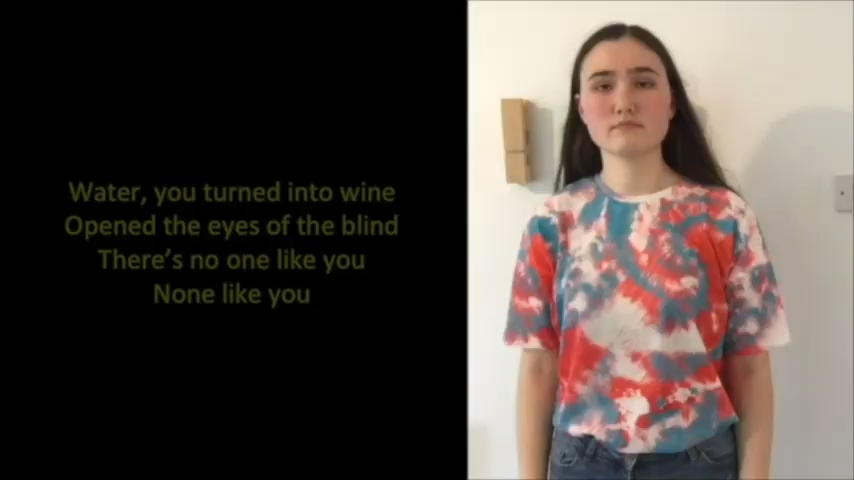 Water, you turned into wine
Opened the eyes of the blind
There's no one like you
None like you